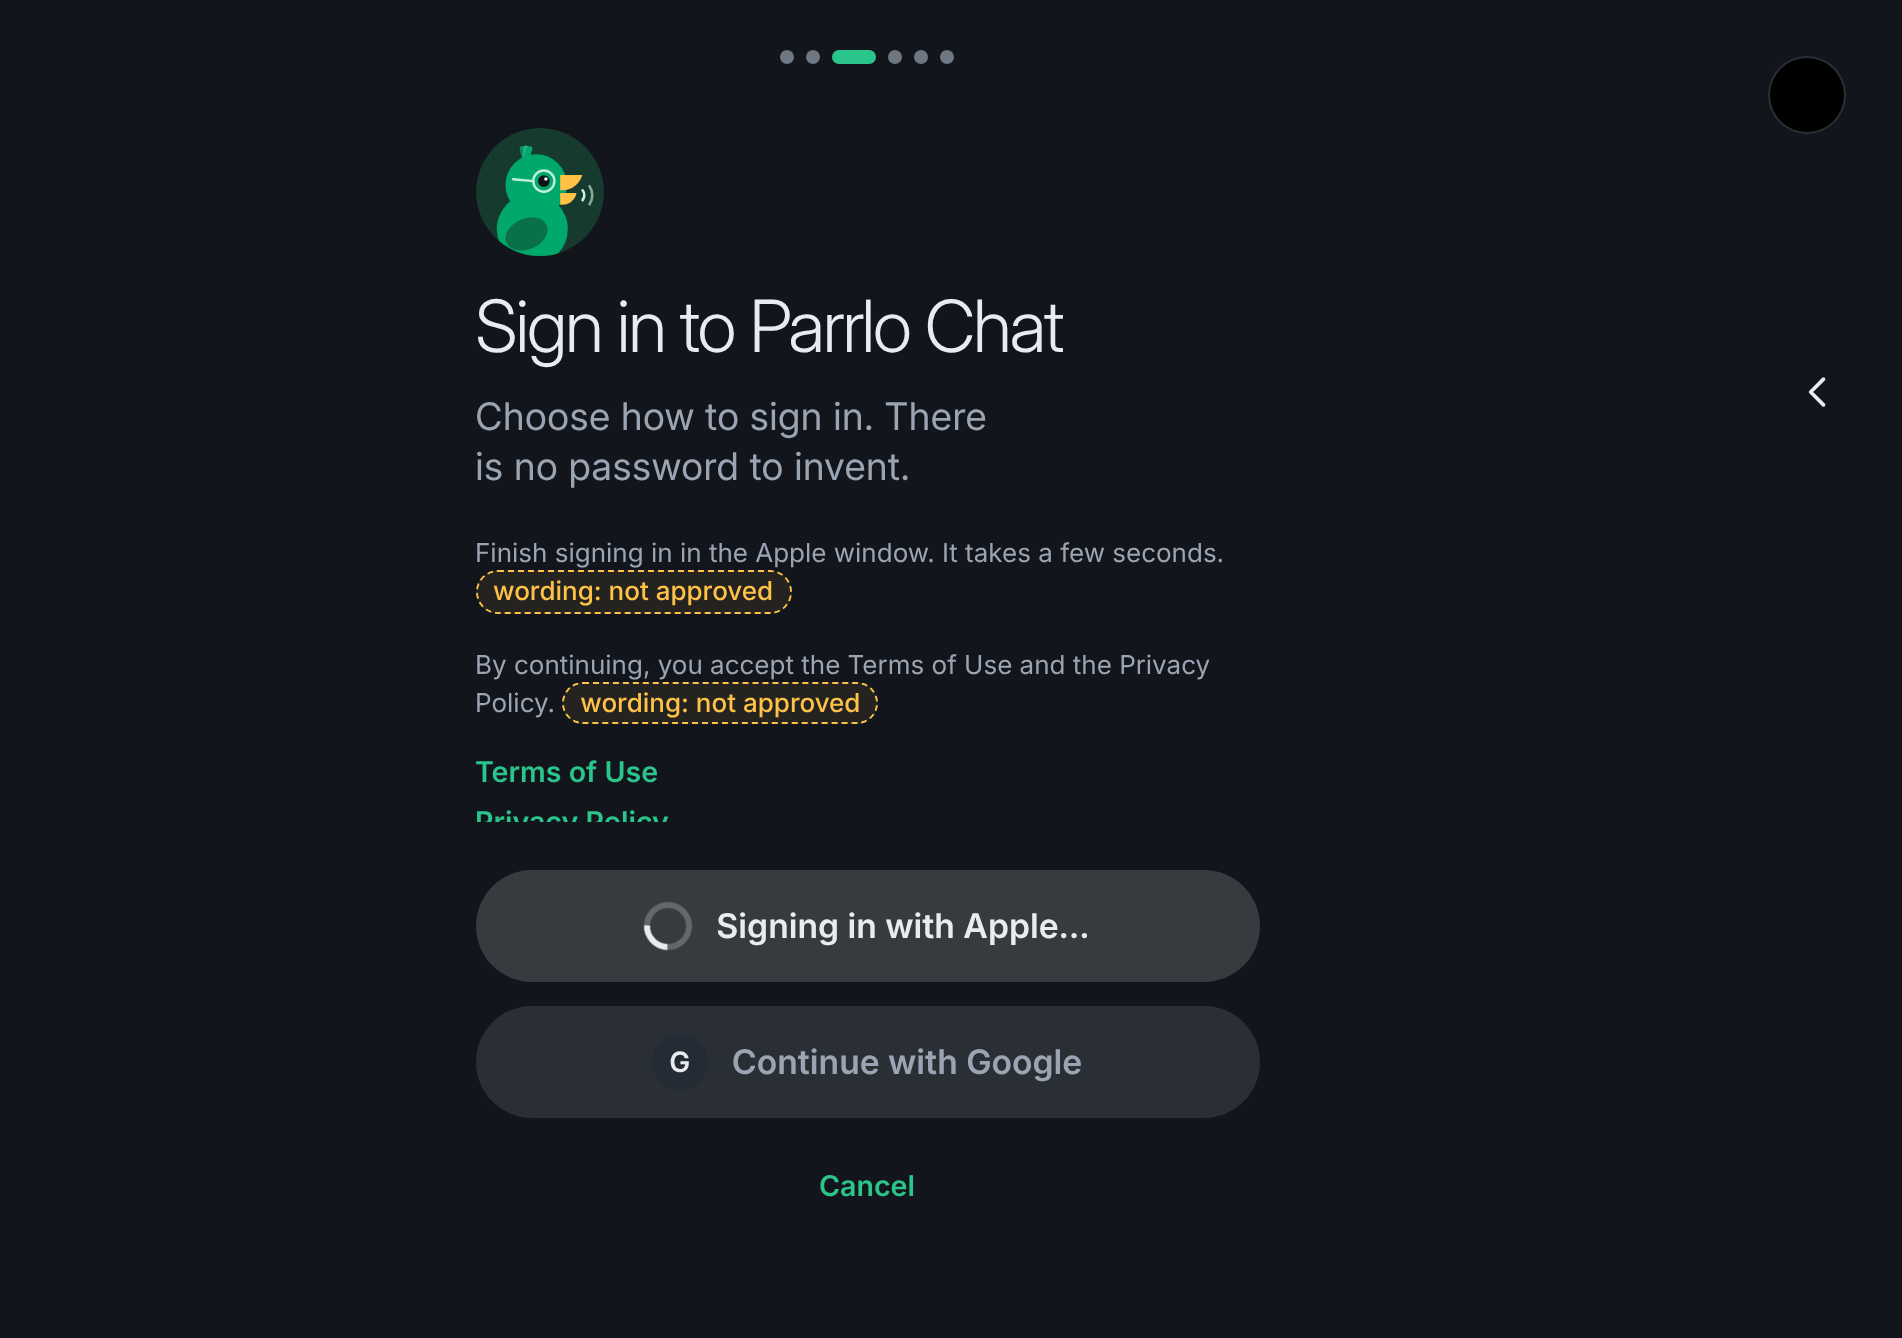 Sign in to Parrlo Chat
Choose how to sign in. There
is no password to invent.
Finish signing in in the Apple window. It takes a few seconds.
wording: not approved
By continuing, you accept the Terms of Use and the Privacy
Policy. wording: not approved
Terms of Use
Privacy Policy
Signing in with Apple...
G Continue with Google
Cancel